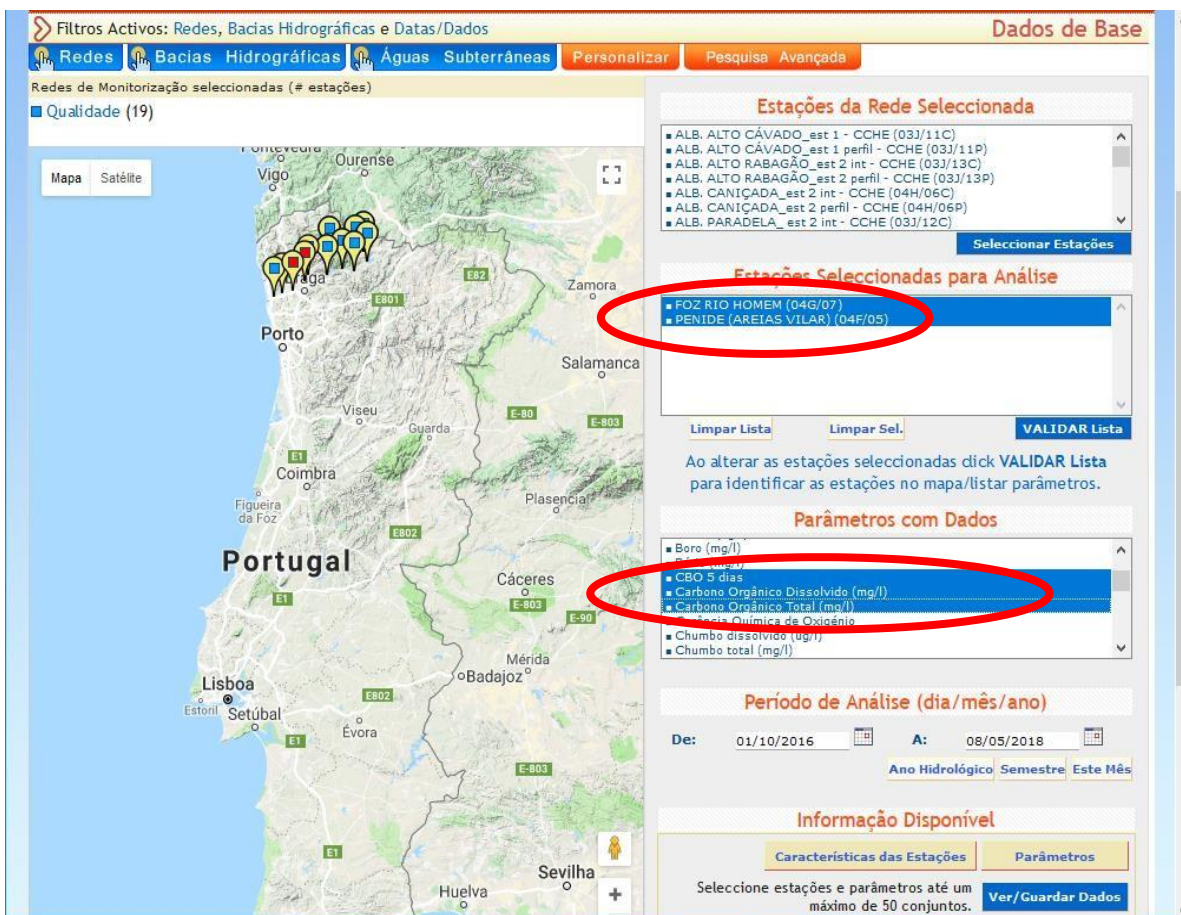 Filtros Activos: Redes, Bacias Hidrográficas e Datas/Dados
Dados de Base
Redes Bacias Hidrográficas Águas Subterrâneas Personalizar Pesquisa Avançada
Redes de Monitorização seleccionadas (# estações)
Qualidade (19)
Mapa Satélite
Ourense
Vigo
Zamora
E82
E801
Porto
Salamanca
Viseu
Guarda
E-80
E-803
E1
Coimbra
Figueira
da Foz
Plasencia
E802
Portugal
Cáceres
E1
E-803
E-90
Mérida
Badajoz
Lisboa
E802
Estoril
Setúbal
Évora
E1
E-803
E1
Sevilha
Huelva
+
Estações da Rede Seleccionada
ALB. ALTO CÁVADO_est 1 - CCHE (03J/11C)
ALB. ALTO CÁVADO_est 1 perfil - CCHE (03J/11P)
ALB. ALTO RABAGÃO_est 2 int - CCHE (03J/13C)
ALB. ALTO RABAGÃO_est 2 perfil - CCHE (03J/13P)
ALB. CANIÇADA_est 2 int - CCHE (04H/06C)
ALB. CANIÇADA_est 2 perfil - CCHE (04H/06P)
ALB. PARADELA_ est 2 int - CCHE (03J/12C)
Seleccionar Estações
Estações Seleccionadas para Análise
FOZ RIO HOMEM (04G/07)
PENIDE (AREIAS VILAR) (04F/05)
Limpar Lista Limpar Sel. VALIDAR Lista
Ao alterar as estações seleccionadas click VALIDAR Lista
para identificar as estações no mapa/listar parâmetros.
Parâmetros com Dados
Boro (mg/l)
CBO 5 dias
Carbono Orgânico Dissolvido (mg/l)
Carbono Orgânico Total (mg/l)
Carência Química de Oxigénio
Chumbo dissolvido (ug/l)
Chumbo total (mg/l)
Período de Análise (dia/mês/ano)
De: 01/10/2016 A: 08/05/2018
Ano Hidrológico Semestre Este Mês
Informação Disponível
Características das Estações Parâmetros
Seleccione estações e parâmetros até um
máximo de 50 conjuntos.
Ver/Guardar Dados